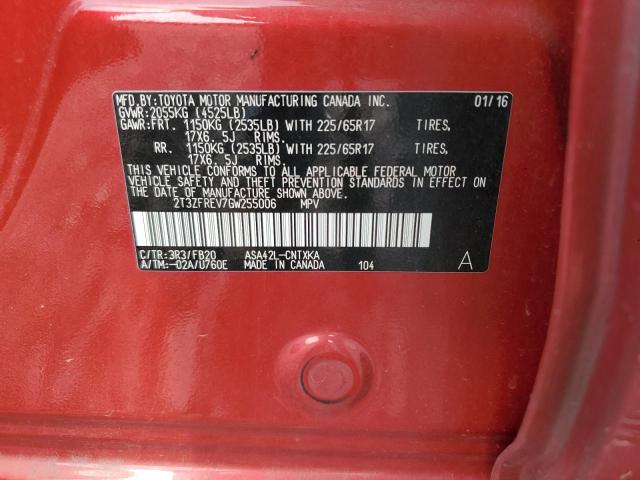 MFD.BY:TOYOTA MOTOR MANUFACTURING CANADA INC. 01/16
GVWR:2055KG (4525LB)
GAWR:FRT. 1150KG (2535LB) WITH 225/65R17 TIRES,
17X6. 5J RIMS.
RR. 1150KG (2535LB) WITH 225/65R17 TIRES,
17X6. 5J RIMS.
THIS VEHICLE CONFORMS TO ALL APPLICABLE FEDERAL MOTOR
VEHICLE SAFETY AND THEFT PREVENTION STANDARDS IN EFFECT ON
THE DATE OF MANUFACTURE SHOWN ABOVE.
2T3ZFREV7GW255006 MPV
C/TR:3R3/FB20 ASA42L-CNTXKA
A/TM:-02A/U760E MADE IN CANADA 104 A